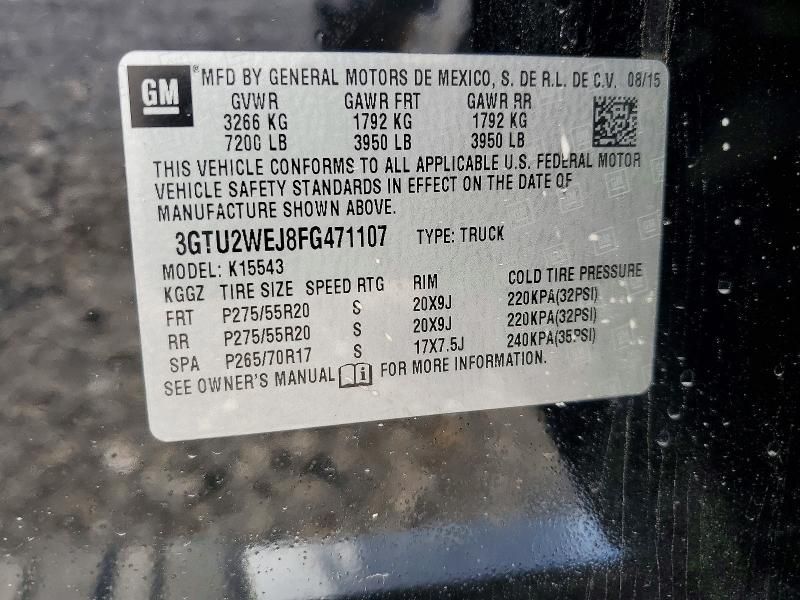 GM ® MFD BY GENERAL MOTORS DE MEXICO, S. DE R.L. DE C.V. 08/15
GVWR GAWR FRT GAWR RR
3266 KG 1792 KG 1792 KG
7200 LB 3950 LB 3950 LB
THIS VEHICLE CONFORMS TO ALL APPLICABLE U.S. FEDERAL MOTOR
VEHICLE SAFETY STANDARDS IN EFFECT ON THE DATE OF
MANUFACTURE SHOWN ABOVE.
3GTU2WEJ8FG471107 TYPE: TRUCK
MODEL: K15543
KGGZ TIRE SIZE SPEED RTG RIM COLD TIRE PRESSURE
FRT P275/55R20 S 20X9J 220KPA(32PSI)
RR P275/55R20 S 20X9J 220KPA(32PSI)
SPA P265/70R17 S 17X7.5J 240KPA(35PSI)
SEE OWNER'S MANUAL FOR MORE INFORMATION.